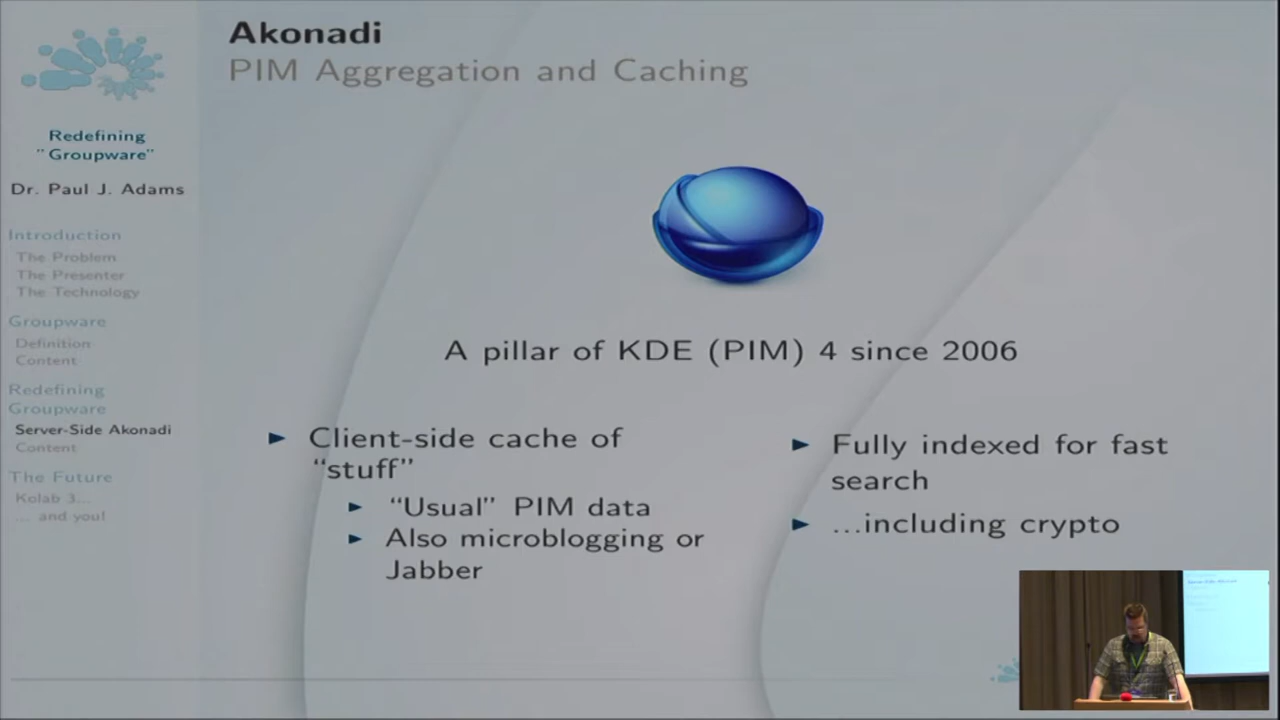 Akonadi
PIM Aggregation and Caching
Redefining
"Groupware"
Dr. Paul J. Adams
Introduction
The Problem
The Presenter
The Technology
Groupware
Definition
Content
Redefining
Groupware
Server-Side Akonadi
Content
The Future
Kolab 3...
... and you!
A pillar of KDE (PIM) 4 since 2006
► Client-side cache of
“stuff”
► “Usual” PIM data
► Also microblogging or
Jabber
► Fully indexed for fast
search
► ...including crypto